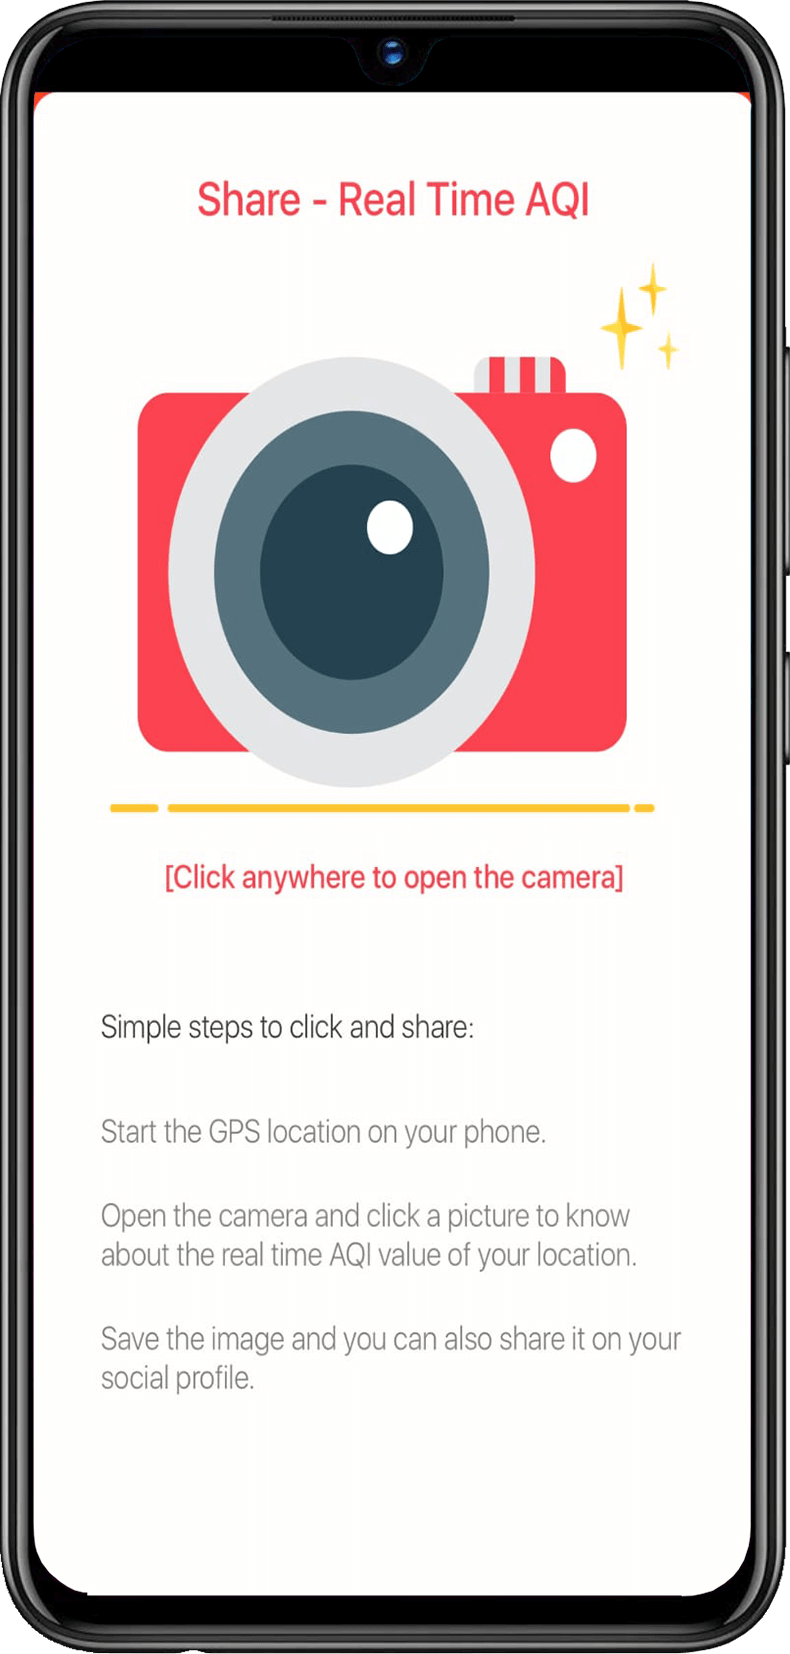 Share - Real Time AQI
[Click anywhere to open the camera]
Simple steps to click and share:
Start the GPS location on your phone.
Open the camera and click a picture to know
about the real time AQI value of your location.
Save the image and you can also share it on your
social profile.